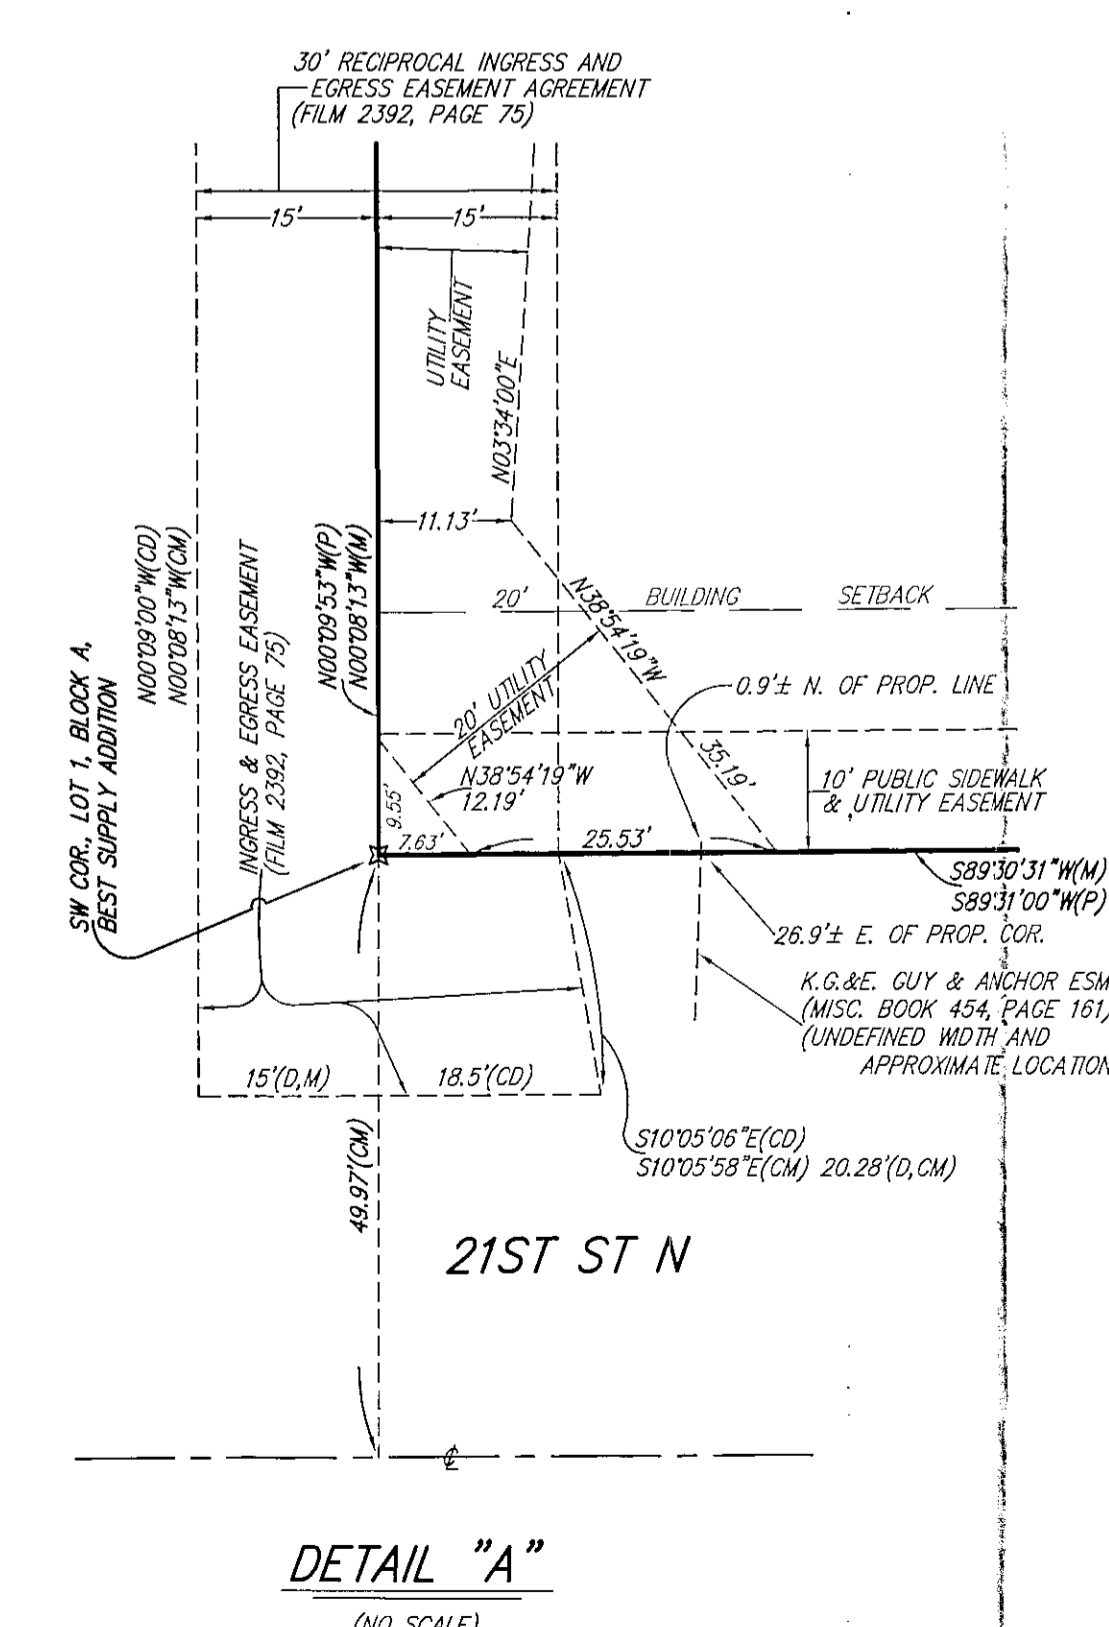 30' RECIPROCAL INGRESS AND
EGRESS EASEMENT AGREEMENT
(FILM 2392, PAGE 75)
15'
15'
UTILITY
EASEMENT
N03°34'00"E
11.13'
N00°09'00"W(CD)
N00°08'13"W(CM)
INGRESS & EGRESS EASEMENT
(FILM 2392, PAGE 75)
N00°09'53"W(P)
N00°08'13"W(M)
20' BUILDING SETBACK
N38°54'19"W
35.19'
20' UTILITY
EASEMENT
0.9'± N. OF PROP. LINE
SW COR., LOT 1, BLOCK A,
BEST SUPPLY ADDITION
N38°54'19"W
12.19'
9.55'
7.63'
25.53'
10' PUBLIC SIDEWALK
& UTILITY EASEMENT
S89°30'31"W(M)
S89°31'00"W(P)
26.9'± E. OF PROP. COR.
K.G.&E. GUY & ANCHOR ESM
(MISC. BOOK 454, PAGE 161)
(UNDEFINED WIDTH AND
APPROXIMATE LOCATION
15'(D,M)
18.5'(CD)
S10°05'06"E(CD)
S10°05'58"E(CM) 20.28'(D,CM)
49.97'(CM)
21ST ST N
℄
DETAIL "A"
(NO SCALE)